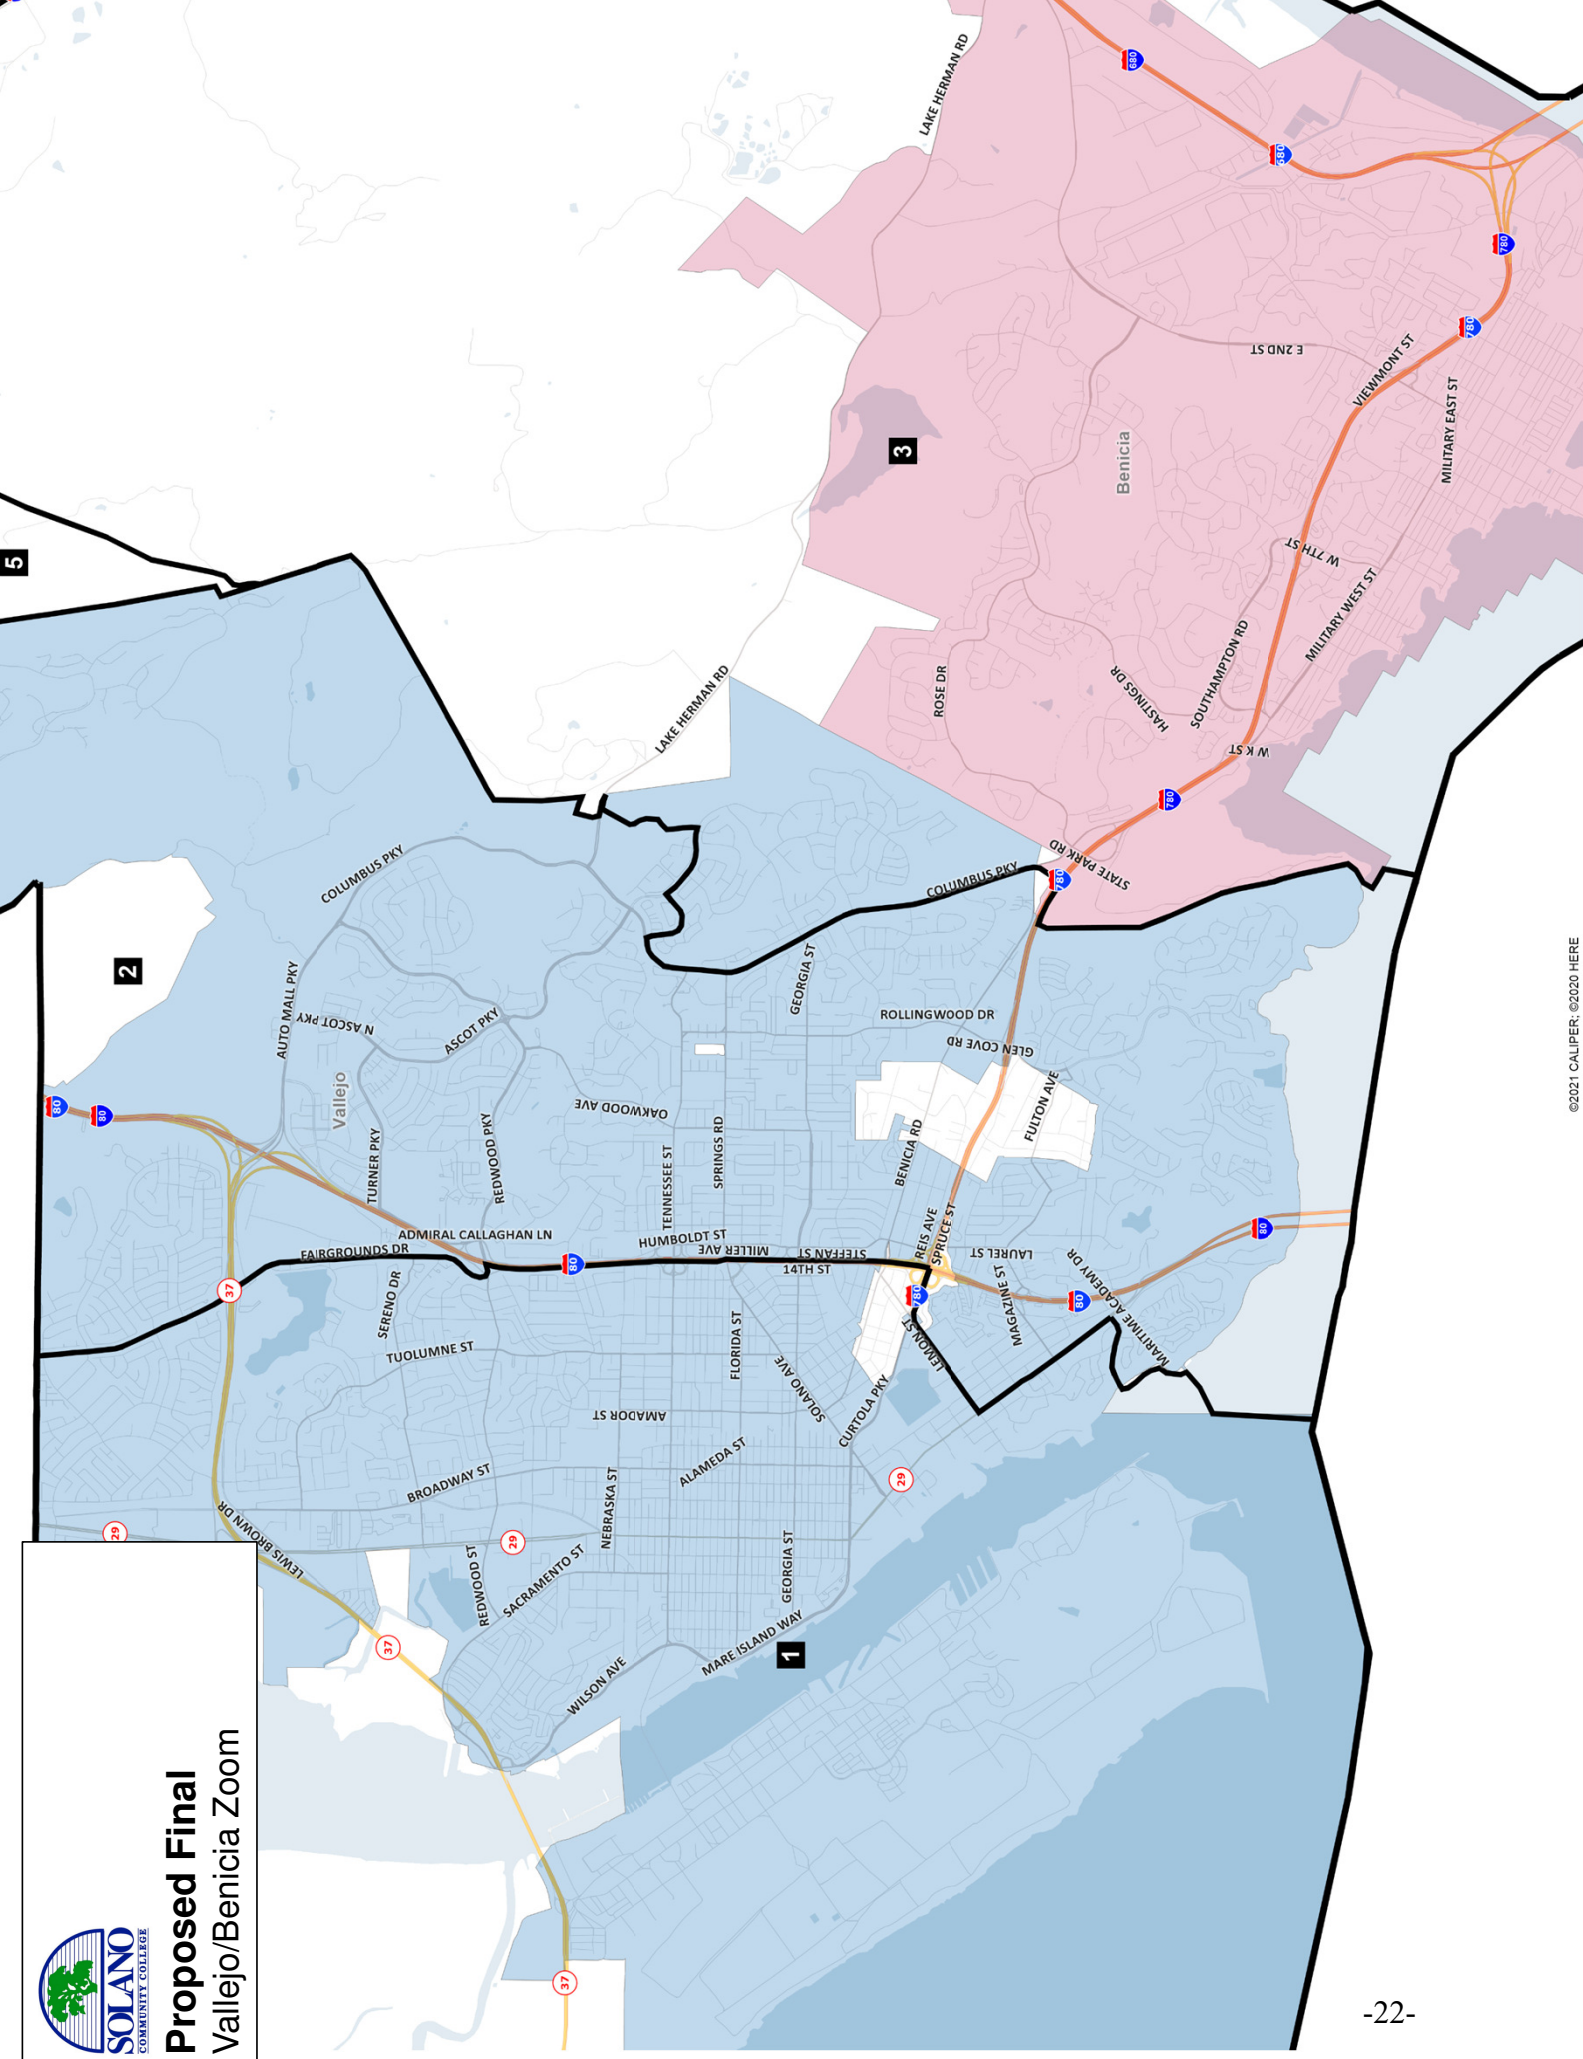 SOLANO
COMMUNITY COLLEGE
Proposed Final
Vallejo/Benicia Zoom
5
2
3
1
Vallejo
Benicia
LAKE HERMAN RD
LAKE HERMAN RD
680
680
780
780
780
780
780
80
80
80
80
80
37
37
37
29
29
29
E 2ND ST
VIEWMONT ST
MILITARY EAST ST
W 7TH ST
MILITARY WEST ST
SOUTHAMPTON RD
HASTINGS DR
ROSE DR
W K ST
STATE PARK RD
COLUMBUS PKY
COLUMBUS PKY
AUTO MALL PKY
N ASCOT PKY
ASCOT PKY
GEORGIA ST
ROLLINGWOOD DR
GLEN COVE RD
FULTON AVE
OAKWOOD AVE
TURNER PKY
REDWOOD PKY
TENNESSEE ST
SPRINGS RD
BENICIA RD
ADMIRAL CALLAGHAN LN
FAIRGROUNDS DR
HUMBOLDT ST
MILLER AVE
STEFFAN ST
14TH ST
REIS AVE
SPRUCE ST
LAUREL ST
MAGAZINE ST
MARITIME ACADEMY DR
LEMON ST
SERENO DR
TUOLUMNE ST
FLORIDA ST
SOLANO AVE
CURTOLA PKY
AMADOR ST
ALAMEDA ST
BROADWAY ST
NEBRASKA ST
LEWIS BROWN DR
REDWOOD ST
SACRAMENTO ST
GEORGIA ST
MARE ISLAND WAY
WILSON AVE
©2021 CALIPER; ©2020 HERE
-22-